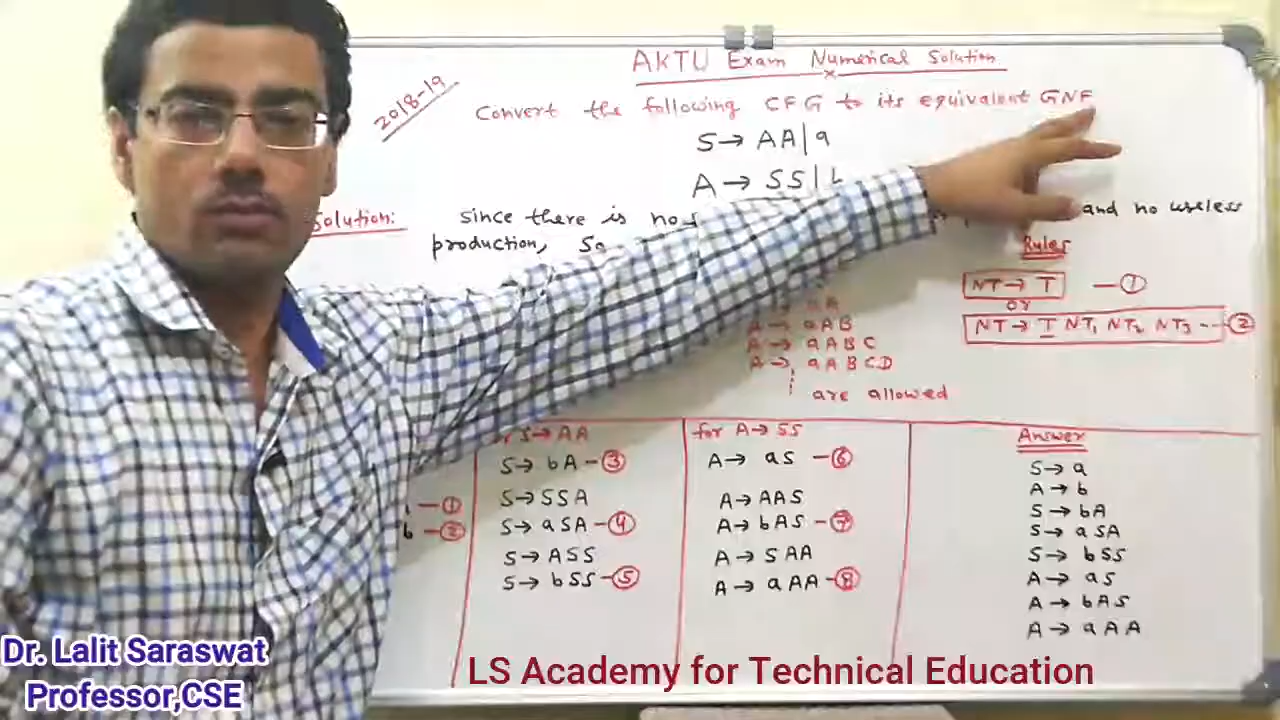 AKTU Exam Numerical Solution
2018-19
Convert the following CFG to its equivalent GNF
S → AA|a
A → SS|b
Solution: since there is no and no useless
production, So
Rules
NT → T —①
or
NT → T NT₁ NT₂ NT₃ --- ②
A → aAB
A → aABC
A → aABCD
are allowed
S → AA
S → bA -③
S → SSA
S → aSA -④
S → ASS
S → bSS -⑤
—①
b —②
for A → SS
A → aS -⑥
A → AAS
A → bAS -⑦
A → SAA
A → aAA -⑧
Answer
S → a
A → b
S → bA
S → aSA
S → bSS
A → aS
A → bAS
A → aAA
Dr. Lalit Saraswat
Professor,CSE
LS Academy for Technical Education